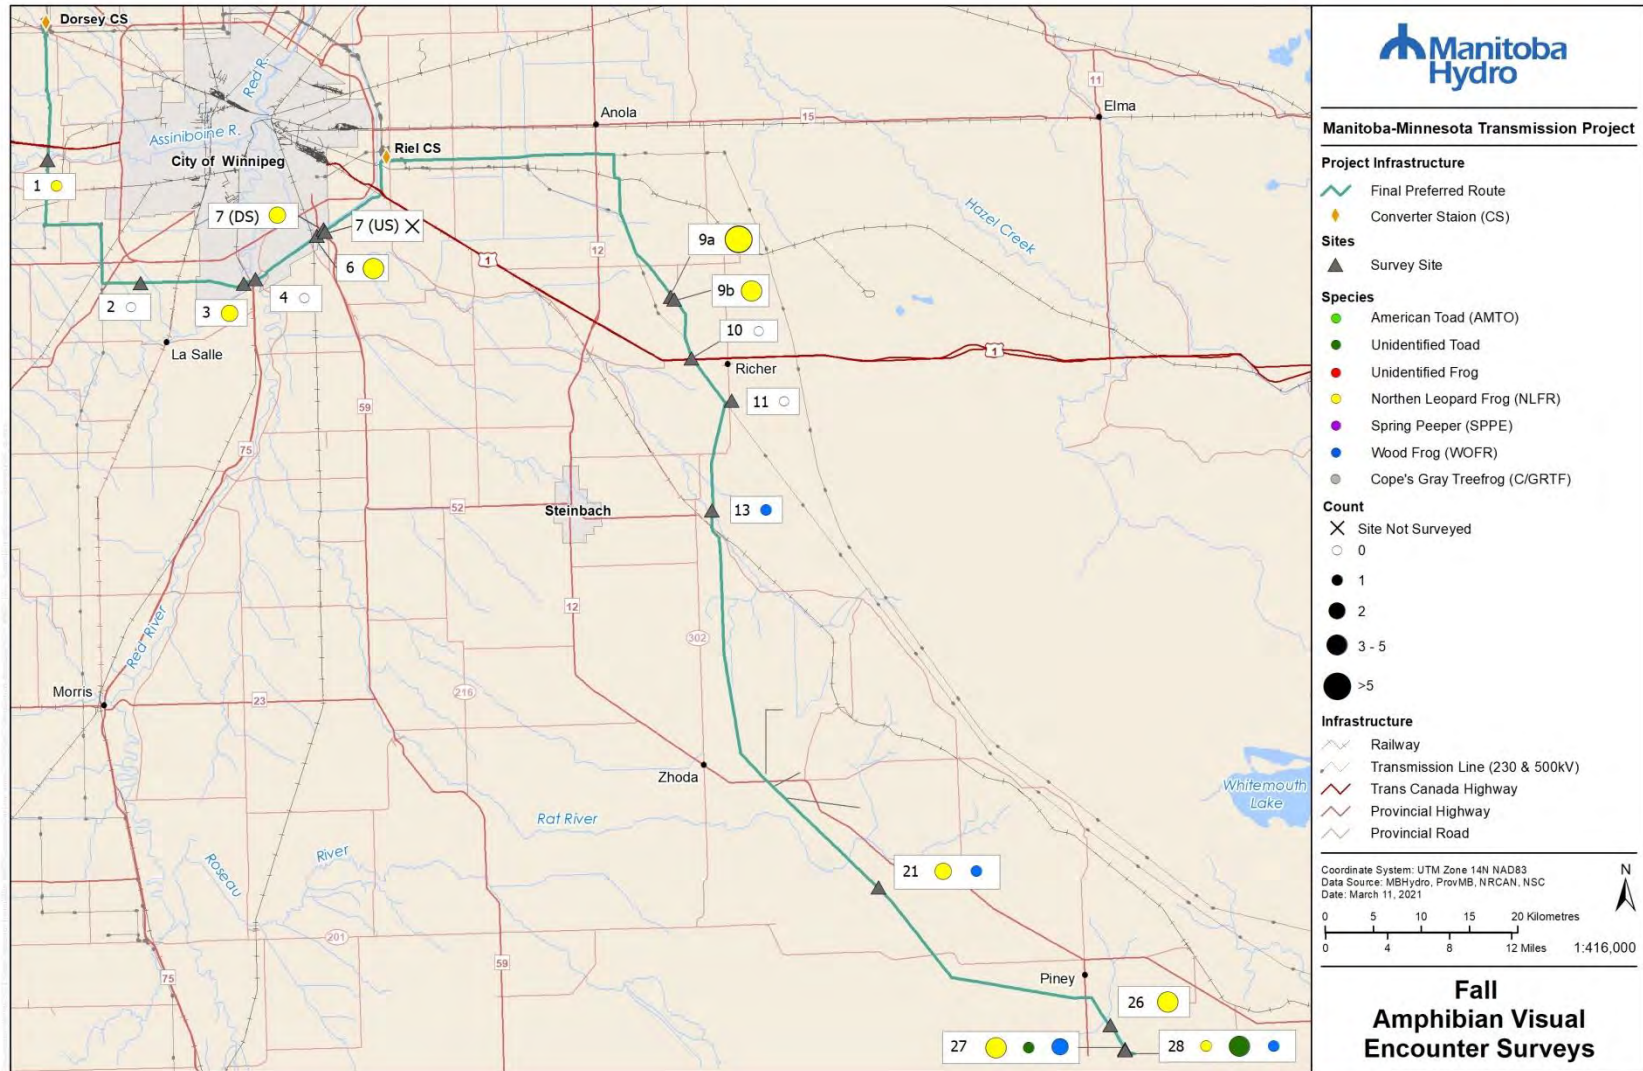 Dorsey CS
Red R.
Assiniboine R.
City of Winnipeg
Riel CS
Anola
15
11
Elma
1
7 (DS)
7 (US)
6
2
3
4
La Salle
1
12
9a
9b
10
Hazel Creek
1
Richer
11
59
75
52
Steinbach
13
12
302
Red River
Morris
23
216
Zhoda
Rat River
Whitemouth
Lake
Roseau
River
21
201
75
59
Piney
26
27
28
Manitoba
Hydro
Manitoba-Minnesota Transmission Project
Project Infrastructure
Final Preferred Route
Converter Staion (CS)
Sites
Survey Site
Species
American Toad (AMTO)
Unidentified Toad
Unidentified Frog
Northen Leopard Frog (NLFR)
Spring Peeper (SPPE)
Wood Frog (WOFR)
Cope's Gray Treefrog (C/GRTF)
Count
Site Not Surveyed
0
1
2
3 - 5
>5
Infrastructure
Railway
Transmission Line (230 & 500kV)
Trans Canada Highway
Provincial Highway
Provincial Road
Coordinate System: UTM Zone 14N NAD83
Data Source: MBHydro, ProvMB, NRCAN, NSC
Date: March 11, 2021
N
0 5 10 15 20 Kilometres
0 4 8 12 Miles 1:416,000
Fall
Amphibian Visual
Encounter Surveys